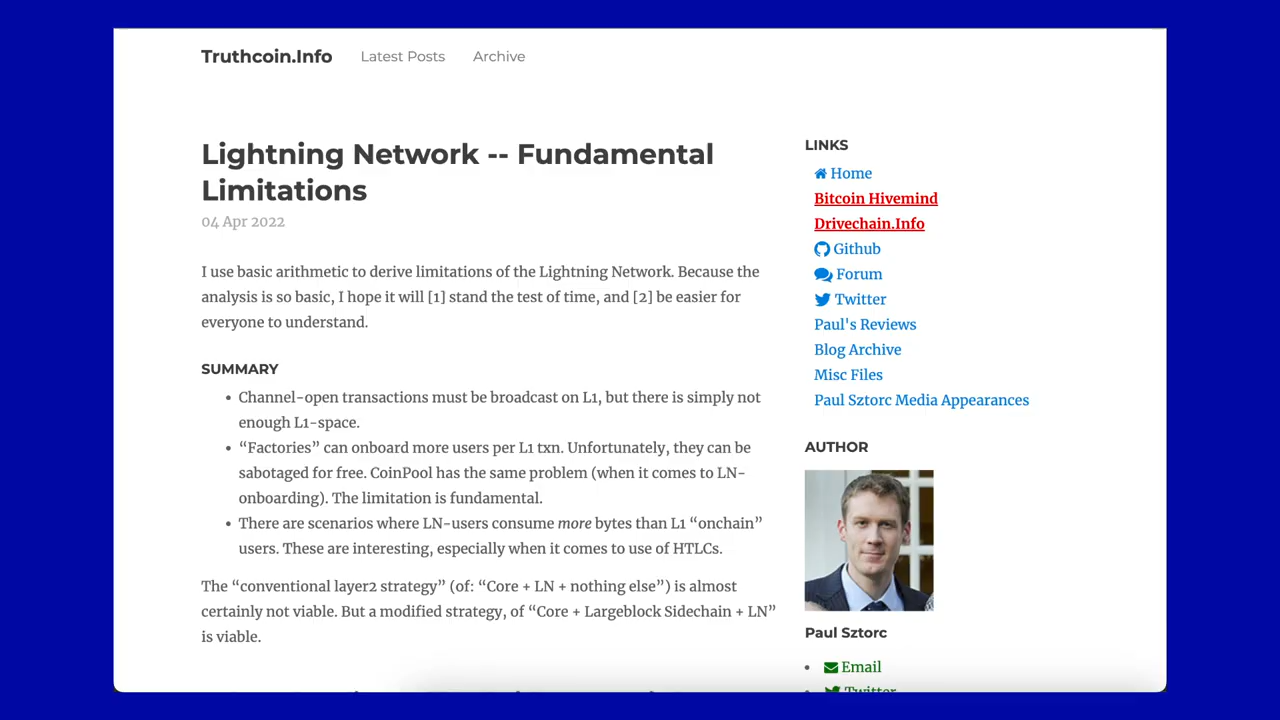 Truthcoin.Info Latest Posts Archive
Lightning Network -- Fundamental
Limitations
04 Apr 2022
I use basic arithmetic to derive limitations of the Lightning Network. Because the
analysis is so basic, I hope it will [1] stand the test of time, and [2] be easier for
everyone to understand.
SUMMARY
• Channel-open transactions must be broadcast on L1, but there is simply not
enough L1-space.
• “Factories” can onboard more users per L1 txn. Unfortunately, they can be
sabotaged for free. CoinPool has the same problem (when it comes to LN-
onboarding). The limitation is fundamental.
• There are scenarios where LN-users consume more bytes than L1 “onchain”
users. These are interesting, especially when it comes to use of HTLCs.
The “conventional layer2 strategy” (of: “Core + LN + nothing else”) is almost
certainly not viable. But a modified strategy, of “Core + Largeblock Sidechain + LN”
is viable.
LINKS
Home
Bitcoin Hivemind
Drivechain.Info
Github
Forum
Twitter
Paul's Reviews
Blog Archive
Misc Files
Paul Sztorc Media Appearances
AUTHOR
Paul Sztorc
• Email
• Twitter